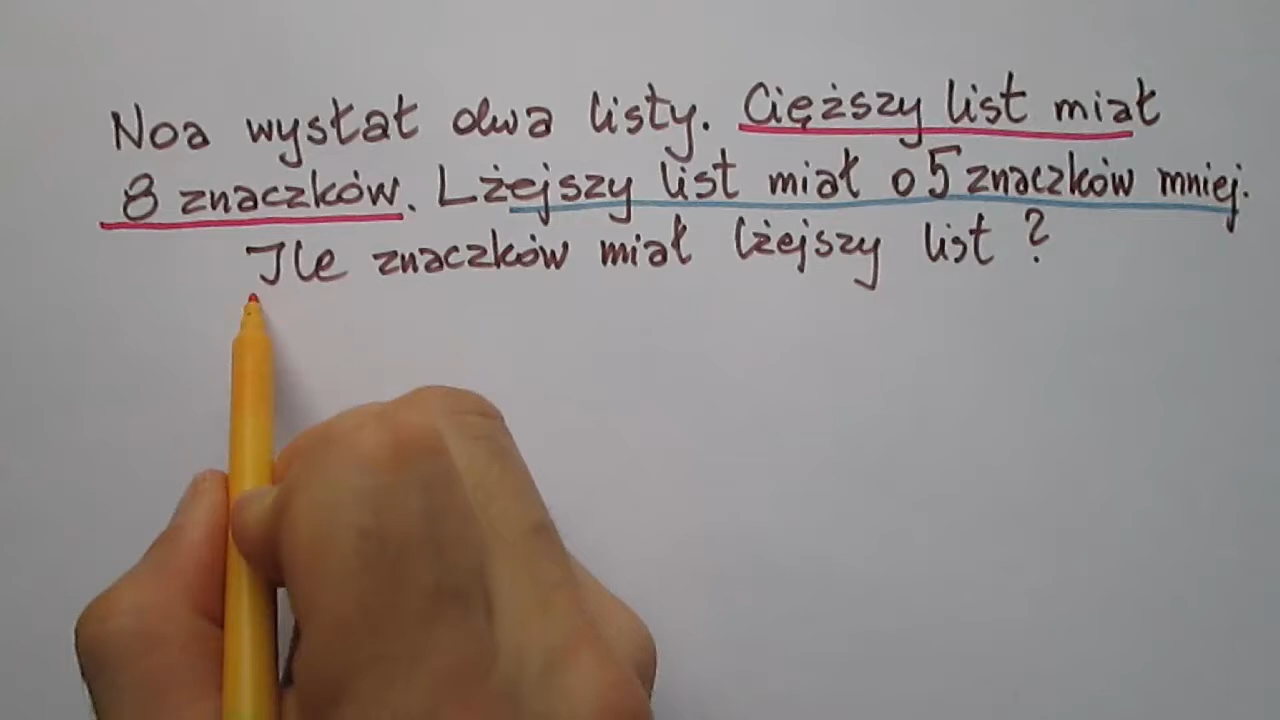 Noa wysłał dwa listy. Cięższy list miał
8 znaczków. Lżejszy list miał o 5 znaczków mniej.
Ile znaczków miał lżejszy list ?